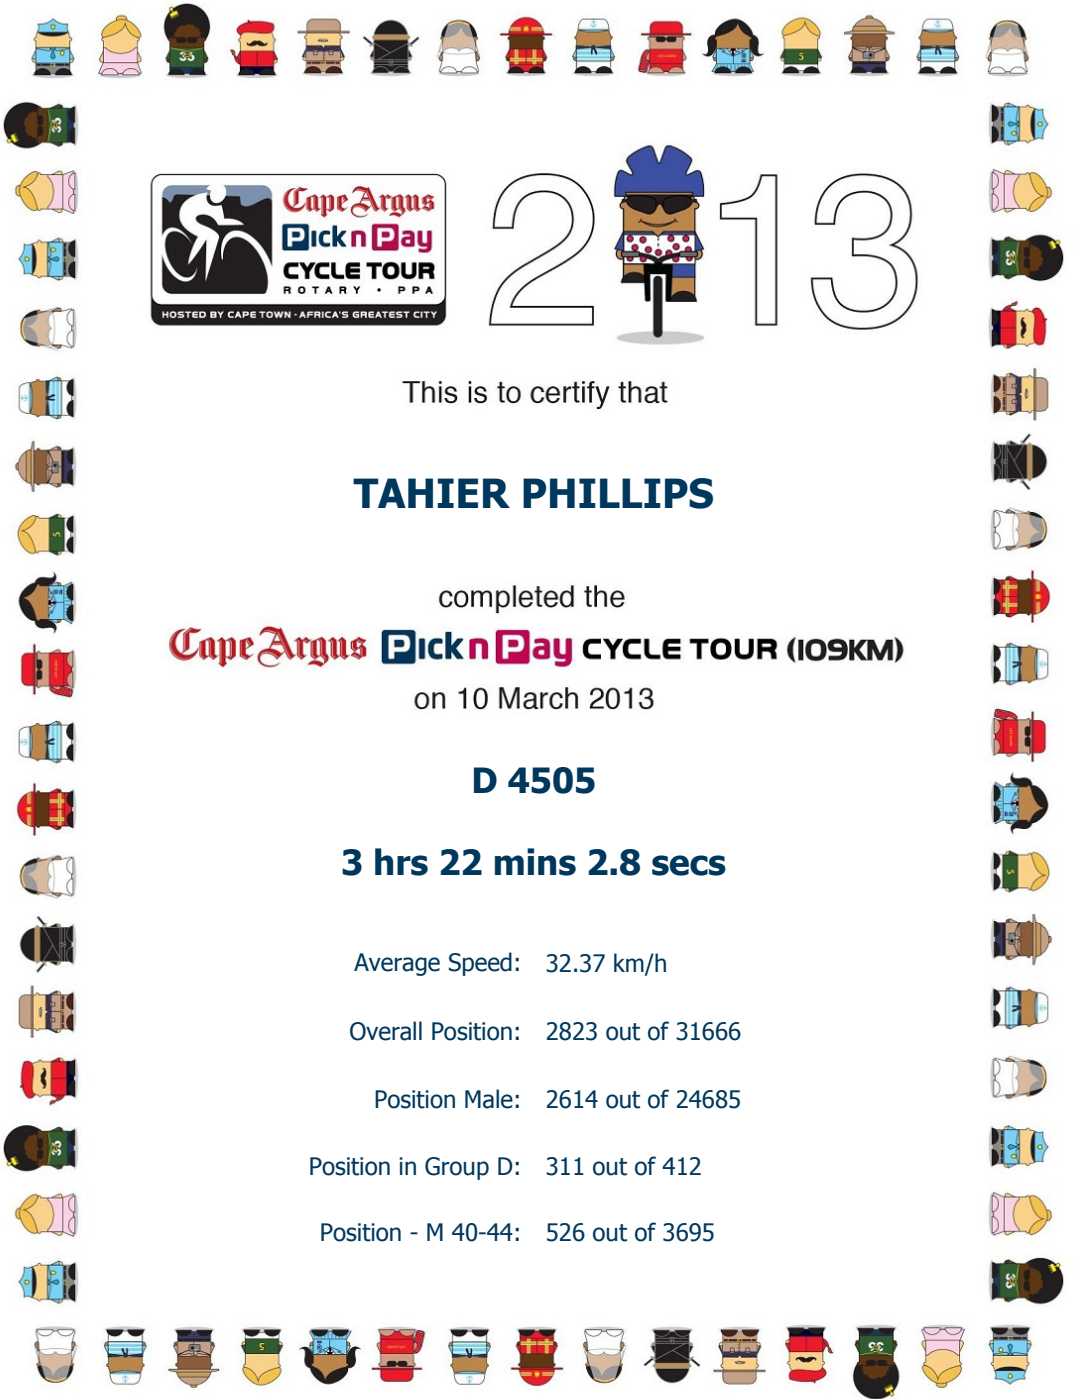 Cape Argus
Pick n Pay
CYCLE TOUR
ROTARY • PPA
HOSTED BY CAPE TOWN - AFRICA'S GREATEST CITY
2013
This is to certify that
TAHIER PHILLIPS
completed the
Cape Argus Pick n Pay CYCLE TOUR (109KM)
on 10 March 2013
D 4505
3 hrs 22 mins 2.8 secs
Average Speed: 32.37 km/h
Overall Position: 2823 out of 31666
Position Male: 2614 out of 24685
Position in Group D: 311 out of 412
Position - M 40-44: 526 out of 3695